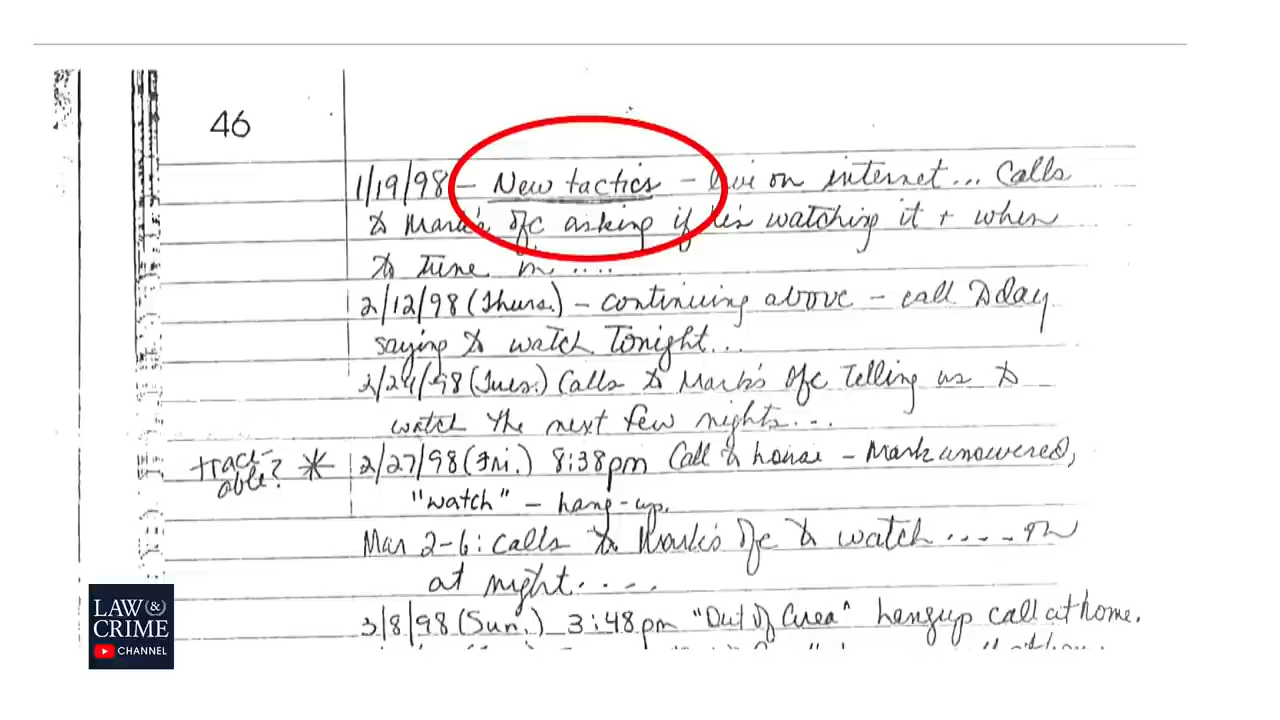 46
1/19/98 – New tactics – live on internet... Calls
to Mark's ofc asking if he's watching it + when
to tune in ....
2/12/98 (Thurs.) – continuing above – call today
saying to watch tonight...
2/24/98 (Tues.) Calls to Mark's ofc telling us to
watch the next few nights....
trace-
able? * 2/27/98 (Fri.) 8:38pm Call to house – Mark answered,
"watch" – hang-up.
Mar 2-6: calls to Mark's ofc to watch ..... on
at night.....
3/8/98 (Sun.) 3:48pm "Out of Area" hangup call at home.
LAW &
CRIME
CHANNEL